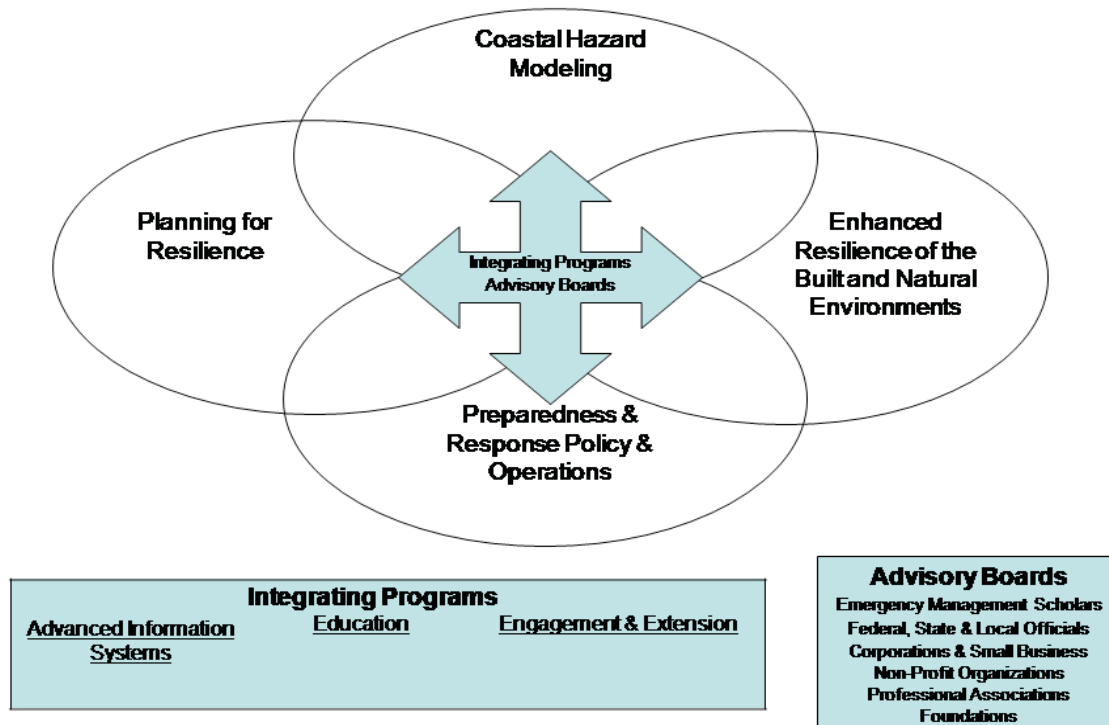 Coastal Hazard
Modeling
Planning for
Resilience
Integrating Programs
Advisory Boards
Enhanced
Resilience of the
Built and Natural
Environments
Preparedness &
Response Policy &
Operations
Integrating Programs
Advanced Information
Systems
Education
Engagement & Extension
Advisory Boards
Emergency Management Scholars
Federal, State & Local Officials
Corporations & Small Business
Non-Profit Organizations
Professional Associations
Foundations